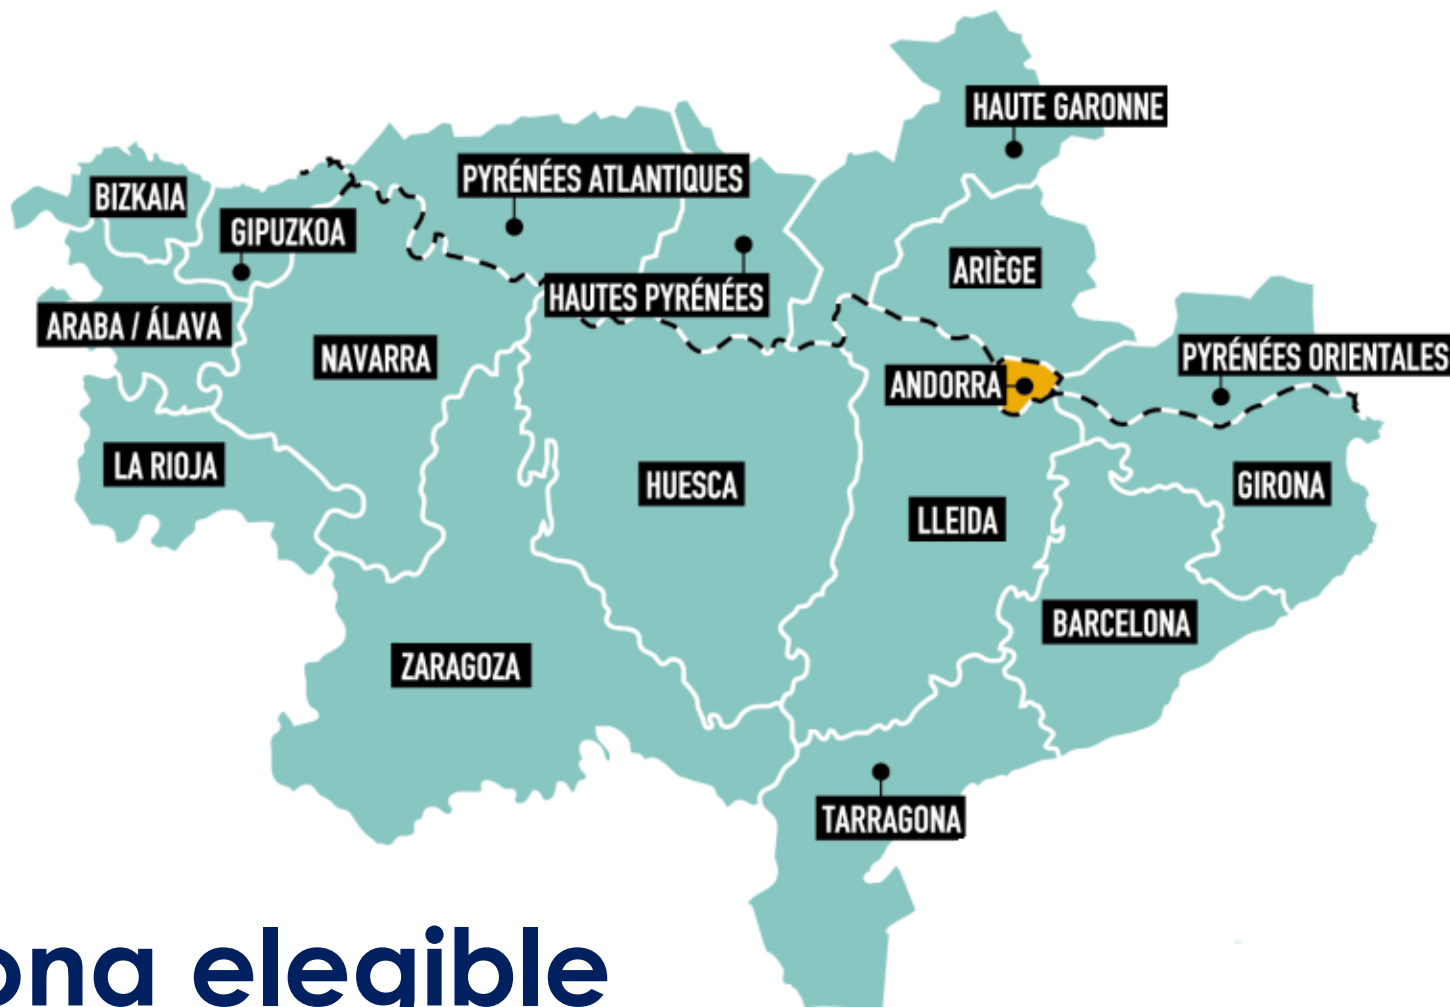 HAUTE GARONNE
PYRÉNÉES ATLANTIQUES
BIZKAIA
GIPUZKOA
ARIÈGE
HAUTES PYRÉNÉES
ARABA / ÁLAVA
NAVARRA
PYRÉNÉES ORIENTALES
ANDORRA
LA RIOJA
HUESCA
GIRONA
LLEIDA
BARCELONA
ZARAGOZA
TARRAGONA
ona elegible